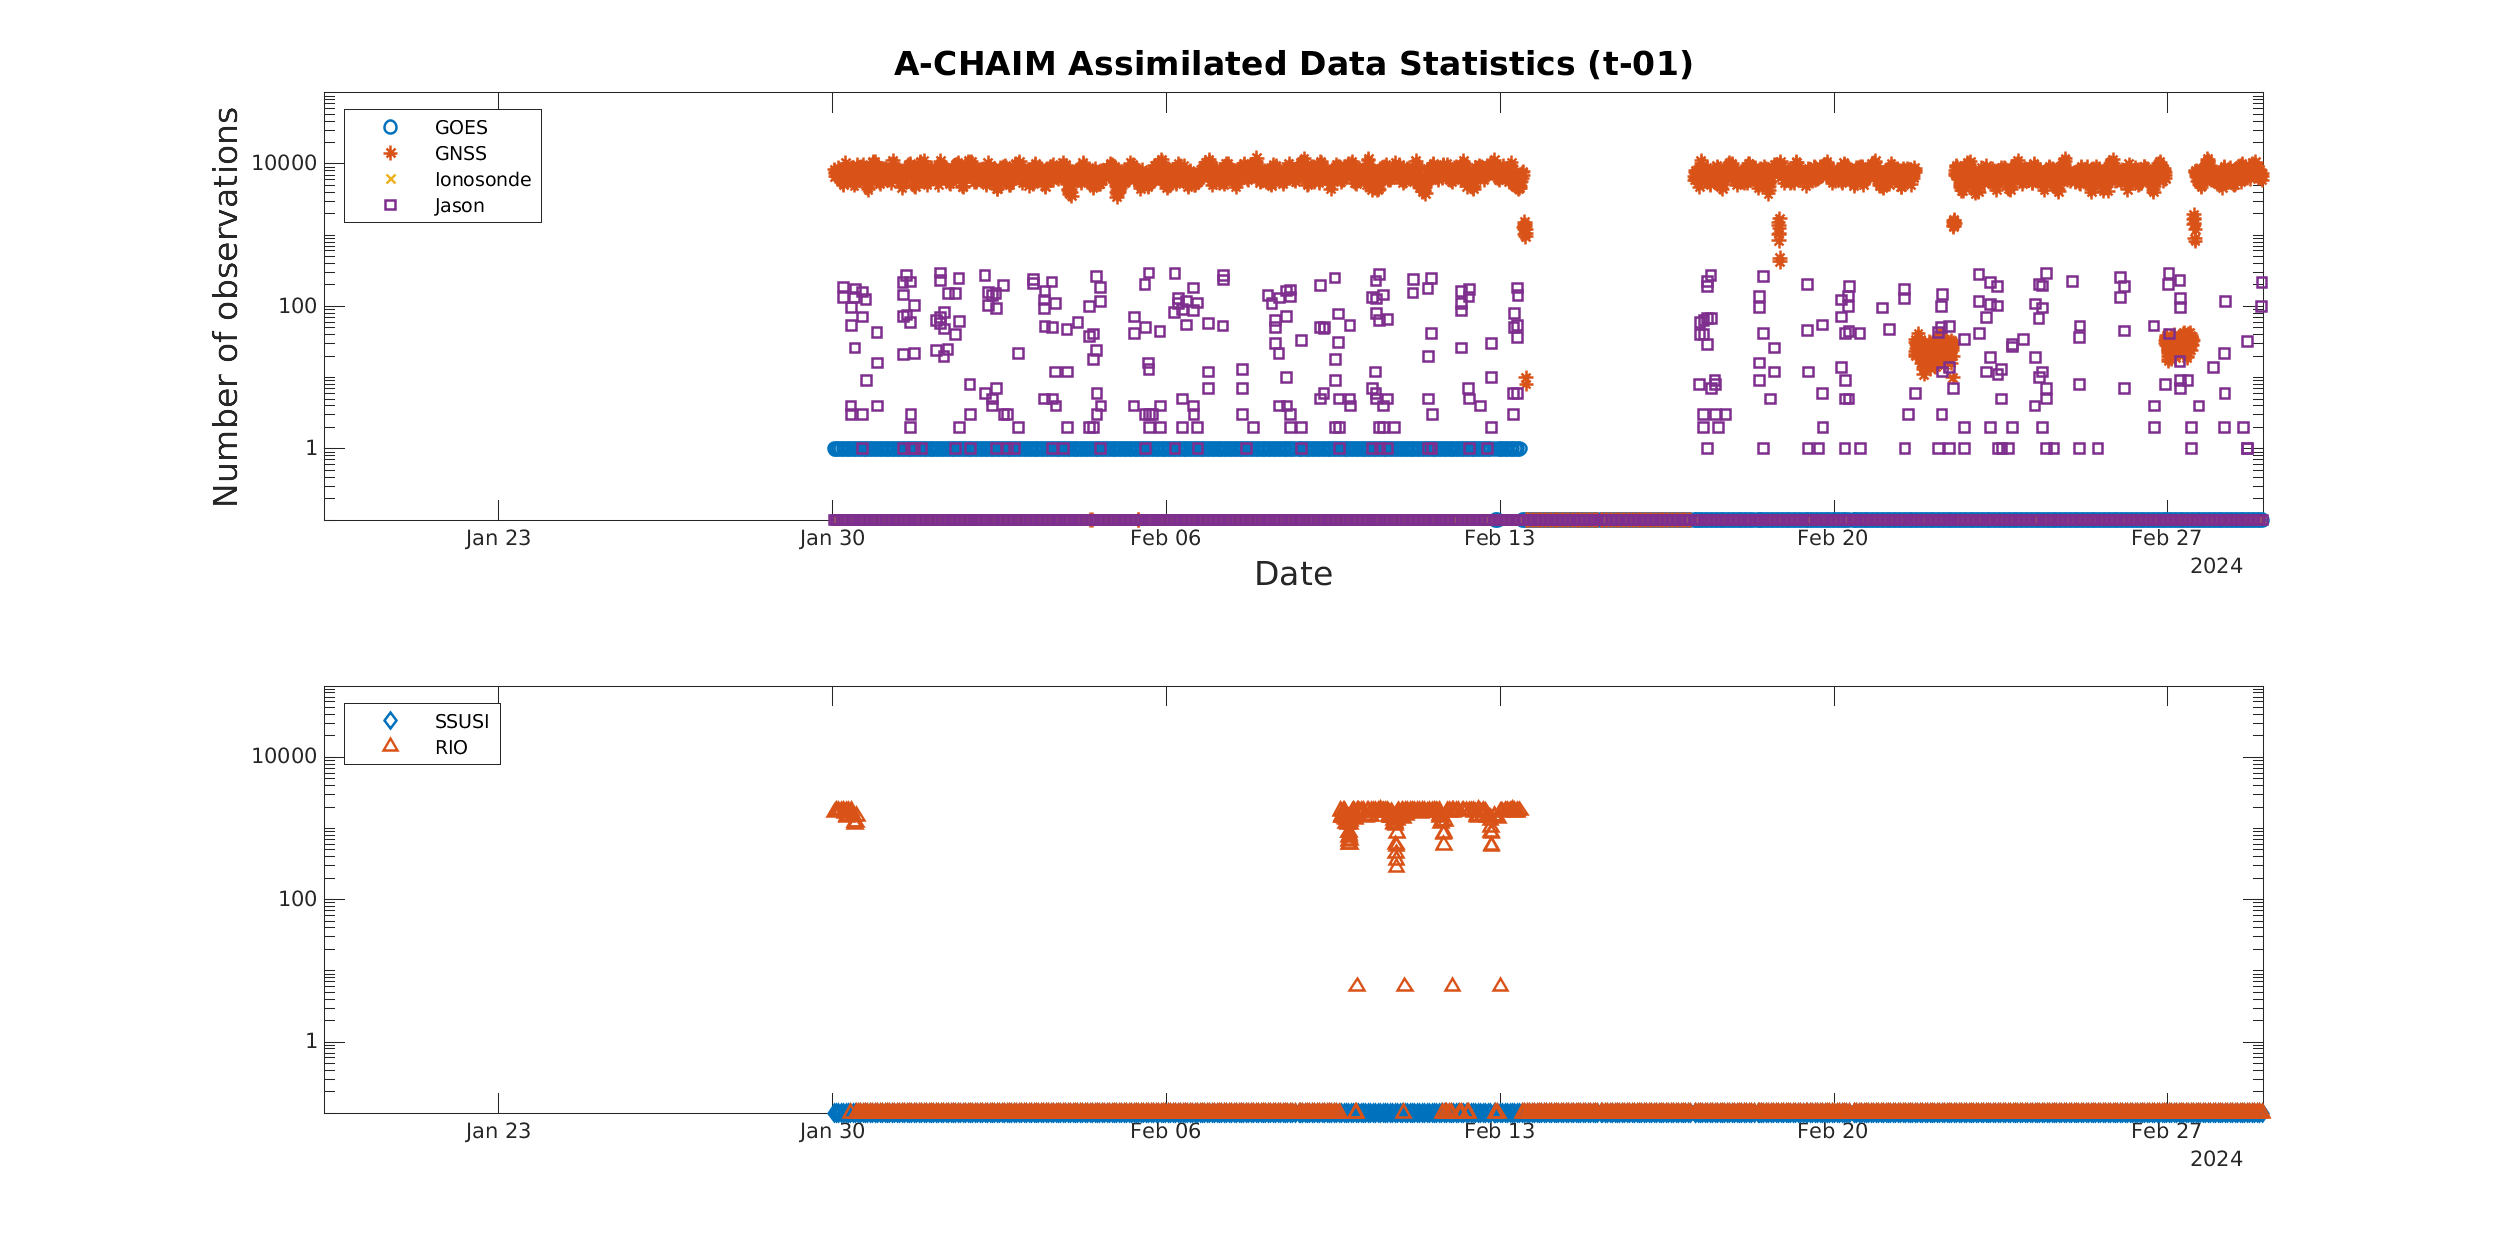 A-CHAIM Assimilated Data Statistics (t-01)
Number of observations
10000
100
1
GOES
GNSS
Ionosonde
Jason
Jan 23 Jan 30 Feb 06 Feb 13 Feb 20 Feb 27
2024
Date
10000
100
1
SSUSI
RIO
Jan 23 Jan 30 Feb 06 Feb 13 Feb 20 Feb 27
2024